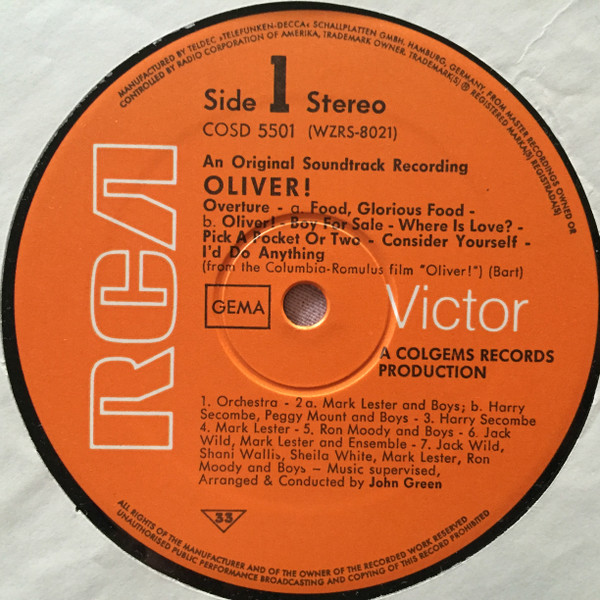 MANUFACTURED BY TELDEC »TELEFUNKEN-DECCA« SCHALLPLATTEN GMBH, HAMBURG, GERMANY, FROM MASTER RECORDINGS OWNED OR
CONTROLLED BY RADIO CORPORATION OF AMERICA, TRADEMARK OWNER. TRADEMARK(S) ® REGISTERED MARKA(S) REGISTRADA(S)
Side 1 Stereo
COSD 5501 (WZRS-8021)
An Original Soundtrack Recording
OLIVER!
Overture - a. Food, Glorious Food -
b. Oliver! - Boy For Sale - Where Is Love? -
Pick A Pocket Or Two - Consider Yourself -
I'd Do Anything
(from the Columbia-Romulus film "Oliver!") (Bart)
RCA
GEMA
Victor
A COLGEMS RECORDS
PRODUCTION
1. Orchestra - 2a. Mark Lester and Boys; b. Harry
Secombe, Peggy Mount and Boys - 3. Harry Secombe
4. Mark Lester - 5. Ron Moody and Boys - 6. Jack
Wild, Mark Lester and Ensemble - 7. Jack Wild,
Shani Wallis, Sheila White, Mark Lester, Ron
Moody and Boys - Music supervised,
Arranged & Conducted by John Green
33
ALL RIGHTS OF THE MANUFACTURER AND OF THE OWNER OF THE RECORDED WORK RESERVED
UNAUTHORISED PUBLIC PERFORMANCE BROADCASTING AND COPYING OF THIS RECORD PROHIBITED